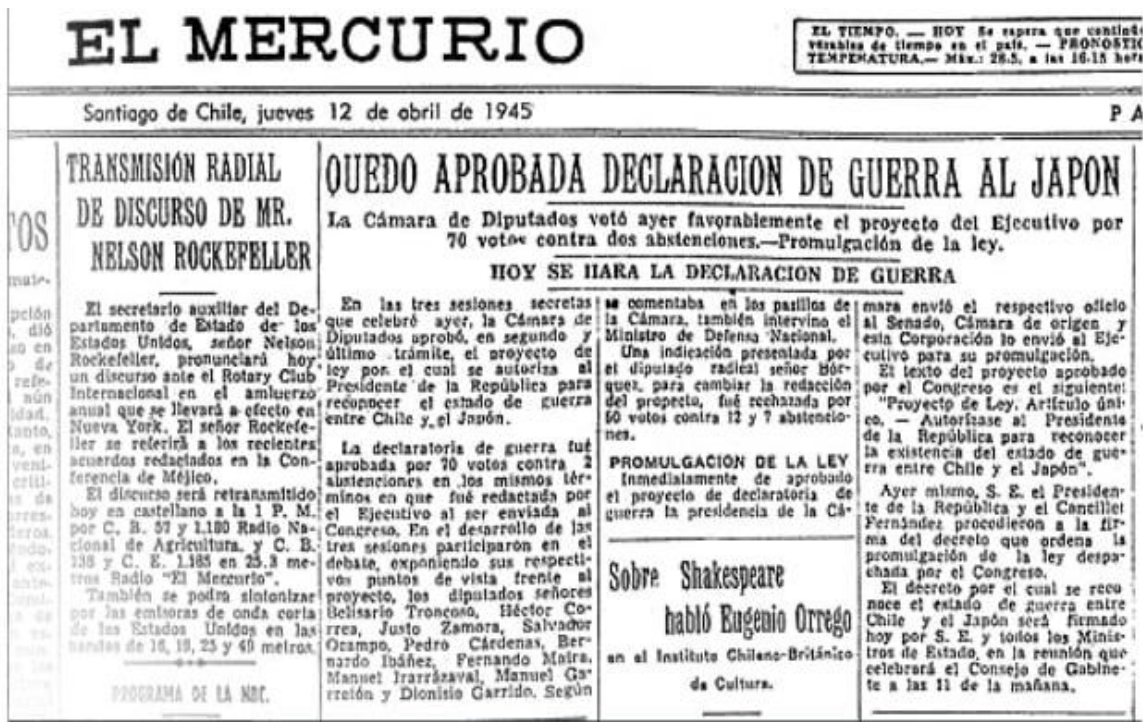 EL MERCURIO
EL TIEMPO. — HOY Se espera que continúe
variables de tiempo en el país. — PRONOSTIC
TEMPERATURA.— Máx.: 28.5, a las 16.15 hora
Santiago de Chile, jueves 12 de abril de 1945
P A
TRANSMISIÓN RADIAL
DE DISCURSO DE MR.
NELSON ROCKEFELLER
El secretario auxiliar del De-
partamento de Estado de los
Estados Unidos, señor Nelson
Rockefeller, pronunciará hoy
un discurso ante el Rotary Club
Internacional en el amluerzo
anual que se llevará a efecto en
Nueva York. El señor Rockefe-
ller se referirá a los recientes
acuerdos redactados en la Con-
ferencia de Méjico.
El discurso será retransmitido
hoy en castellano a la 1 P. M.
por C. B. 57 y 1.180 Radio Na-
cional de Agricultura, y C. B.
138 y C. E. 1.185 en 25.3 me-
tros Radio "El Mercurio".
También se podrá sintonizar
por las emisoras de onda corta
de los Estados Unidos en las
bandas de 16, 19, 25 y 49 metros.
PROGRAMA DE LA NBC.
QUEDO APROBADA DECLARACION DE GUERRA AL JAPON
La Cámara de Diputados votó ayer favorablemente el proyecto del Ejecutivo por
70 votos contra dos abstenciones.—Promulgación de la ley.
HOY SE HARA LA DECLARACION DE GUERRA
En las tres sesiones secretas
que celebró ayer, la Cámara de
Diputados aprobó, en segundo y
último trámite, el proyecto de
ley por el cual se autoriza al
Presidente de la República para
reconocer el estado de guerra
entre Chile y el Japón.
La declaratoria de guerra fué
aprobada por 70 votos contra 2
abstenciones en los mismos tér-
minos en que fué redactada por
el Ejecutivo al ser enviada al
Congreso. En el desarrollo de las
tres sesiones participaron en el
debate, exponiendo sus respecti-
vos puntos de vista frente al
proyecto, los diputados señores
Belisario Troncoso, Héctor Co-
rrea, Justo Zamora, Salvador
Ocampo, Pedro Cárdenas, Ber-
nardo Ibáñez, Fernando Maira,
Manuel Irarrázaval, Manuel Ga-
rretón y Dionisio Garrido. Según
se comentaba en los pasillos de
la Cámara, también intervino el
Ministro de Defensa Nacional.
Una indicación presentada por
el diputado radical señor Bór-
quez, para cambiar la redacción
del propecto, fué rechazada por
60 votos contra 12 y 7 abstencio-
nes.
PROMULGACION DE LA LEY
Inmediatamente de aprobado
el proyecto de declaratoria de
guerra la presidencia de la Cá-
Sobre Shakespeare
habló Eugenio Orrego
en el Instituto Chileno-Británico
de Cultura.
mara envió el respectivo oficio
al Senado, Cámara de origen y
esta Corporación lo envió al Eje-
cutivo para su promulgación.
El texto del proyecto aprobado
por el Congreso es el siguiente:
"Proyecto de Ley. Artículo úni-
co. — Autorízase al Presidente
de la República para reconocer
la existencia del estado de gue-
rra entre Chile y el Japón".
Ayer mismo, S. E. el Presiden-
te de la República y el Canciller
Fernández procedieron a la fir-
ma del decreto que ordena la
promulgación de la ley despa-
chada por el Congreso.
El decreto por el cual se reco
noce el estado de guerra entre
Chile y el Japón será firmado
hoy por S. E. y todos los Minis-
tros de Estado, en la reunión que
celebrará el Consejo de Gabine-
te a las 11 de la mañana.